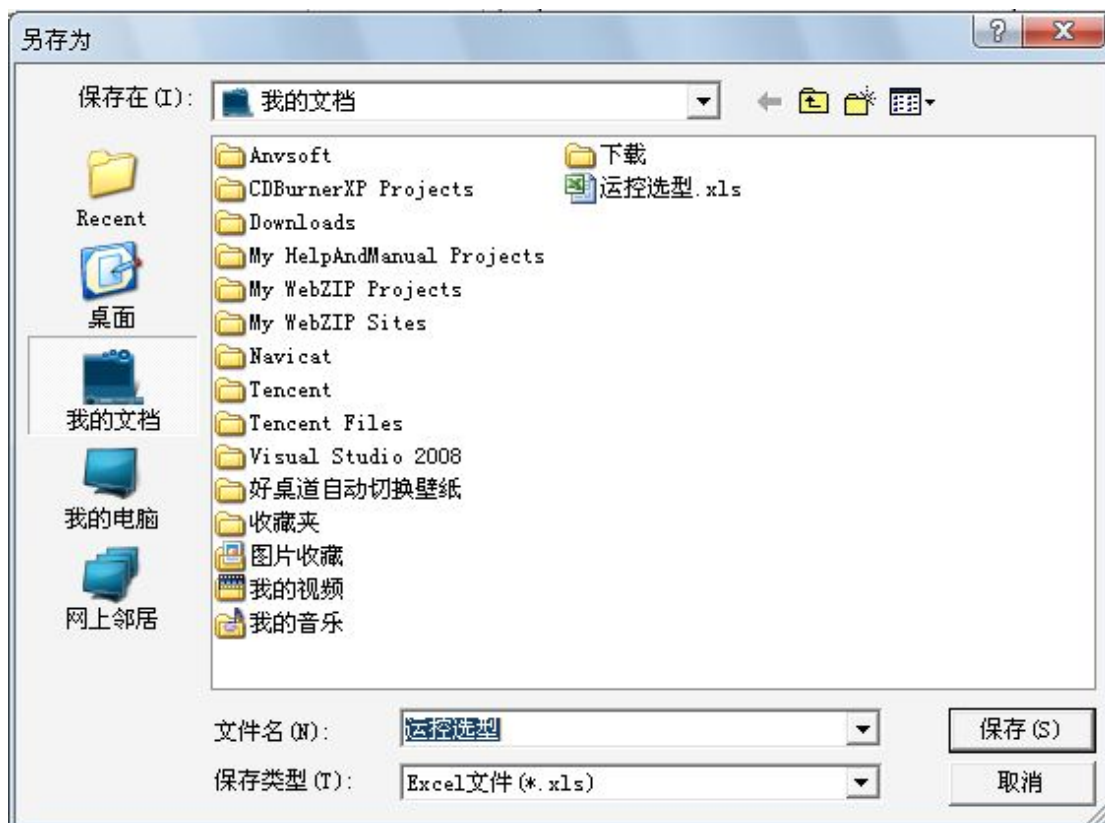 另存为
保存在(I):
我的文档
Recent
桌面
我的文档
我的电脑
网上邻居
Anvsoft
CDBurnerXP Projects
Downloads
My HelpAndManual Projects
My WebZIP Projects
My WebZIP Sites
Navicat
Tencent
Tencent Files
Visual Studio 2008
好桌道自动切换壁纸
收藏夹
图片收藏
我的视频
我的音乐
下载
运控选型.xls
文件名(N):
运控选型
保存(S)
保存类型(T):
Excel文件(*.xls)
取消